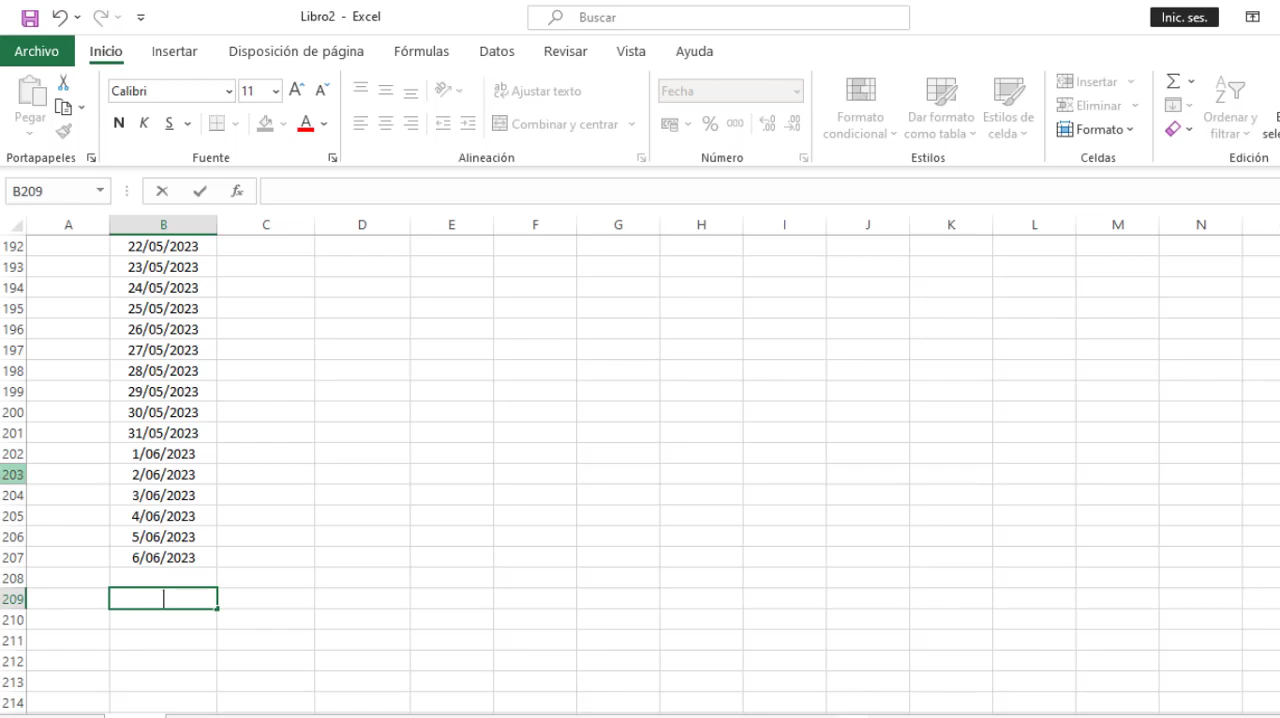 Libro2 - Excel
Buscar
Inic. ses.
Archivo Inicio Insertar Disposición de página Fórmulas Datos Revisar Vista Ayuda
Pegar
Calibri 11 A A
N K S A
ab Ajustar texto
Combinar y centrar
Fecha
% 000
Formato condicional
Dar formato como tabla
Estilos de celda
Insertar
Eliminar
Formato
Σ
Ordenar y filtrar
Portapapeles Fuente Alineación Número Estilos Celdas Edición
B209 fx
A B C D E F G H I J K L M N
192 22/05/2023
193 23/05/2023
194 24/05/2023
195 25/05/2023
196 26/05/2023
197 27/05/2023
198 28/05/2023
199 29/05/2023
200 30/05/2023
201 31/05/2023
202 1/06/2023
203 2/06/2023
204 3/06/2023
205 4/06/2023
206 5/06/2023
207 6/06/2023
208
209
210
211
212
213
214